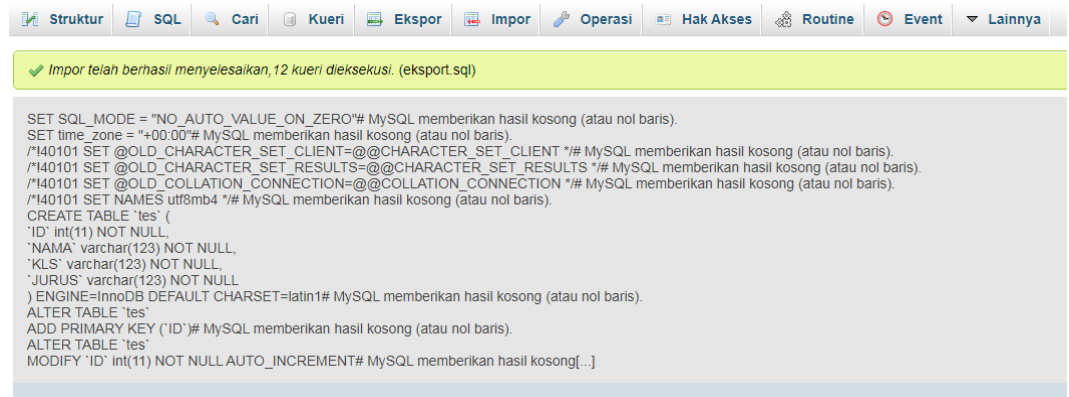 Struktur SQL Cari Kueri Ekspor Impor Operasi Hak Akses Routine Event Lainnya
Impor telah berhasil menyelesaikan,12 kueri dieksekusi. (eksport.sql)
SET SQL_MODE = "NO_AUTO_VALUE_ON_ZERO"# MySQL memberikan hasil kosong (atau nol baris).
SET time_zone = "+00:00"# MySQL memberikan hasil kosong (atau nol baris).
/*!40101 SET @OLD_CHARACTER_SET_CLIENT=@@CHARACTER_SET_CLIENT */# MySQL memberikan hasil kosong (atau nol baris).
/*!40101 SET @OLD_CHARACTER_SET_RESULTS=@@CHARACTER_SET_RESULTS */# MySQL memberikan hasil kosong (atau nol baris).
/*!40101 SET @OLD_COLLATION_CONNECTION=@@COLLATION_CONNECTION */# MySQL memberikan hasil kosong (atau nol baris).
/*!40101 SET NAMES utf8mb4 */# MySQL memberikan hasil kosong (atau nol baris).
CREATE TABLE `tes` (
`ID` int(11) NOT NULL,
`NAMA` varchar(123) NOT NULL,
`KLS` varchar(123) NOT NULL,
`JURUS` varchar(123) NOT NULL
) ENGINE=InnoDB DEFAULT CHARSET=latin1# MySQL memberikan hasil kosong (atau nol baris).
ALTER TABLE `tes`
ADD PRIMARY KEY (`ID`)# MySQL memberikan hasil kosong (atau nol baris).
ALTER TABLE `tes`
MODIFY `ID` int(11) NOT NULL AUTO_INCREMENT# MySQL memberikan hasil kosong[...]